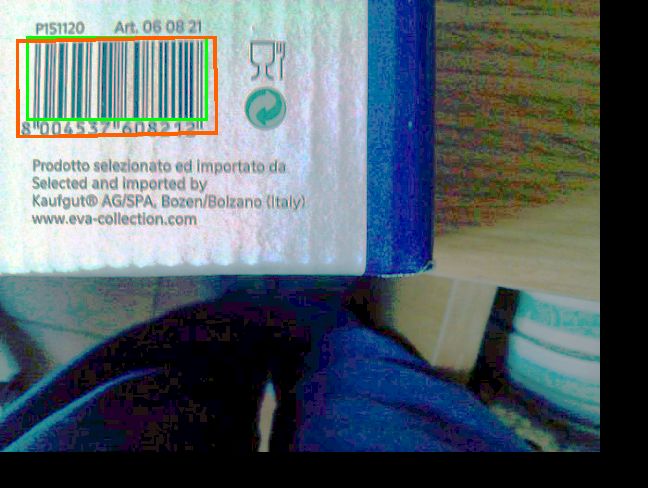 P151120 Art. 06 08 21
8 004537 608212
Prodotto selezionato ed importato da
Selected and imported by
Kaufgut® AG/SPA, Bozen/Bolzano (Italy)
www.eva-collection.com